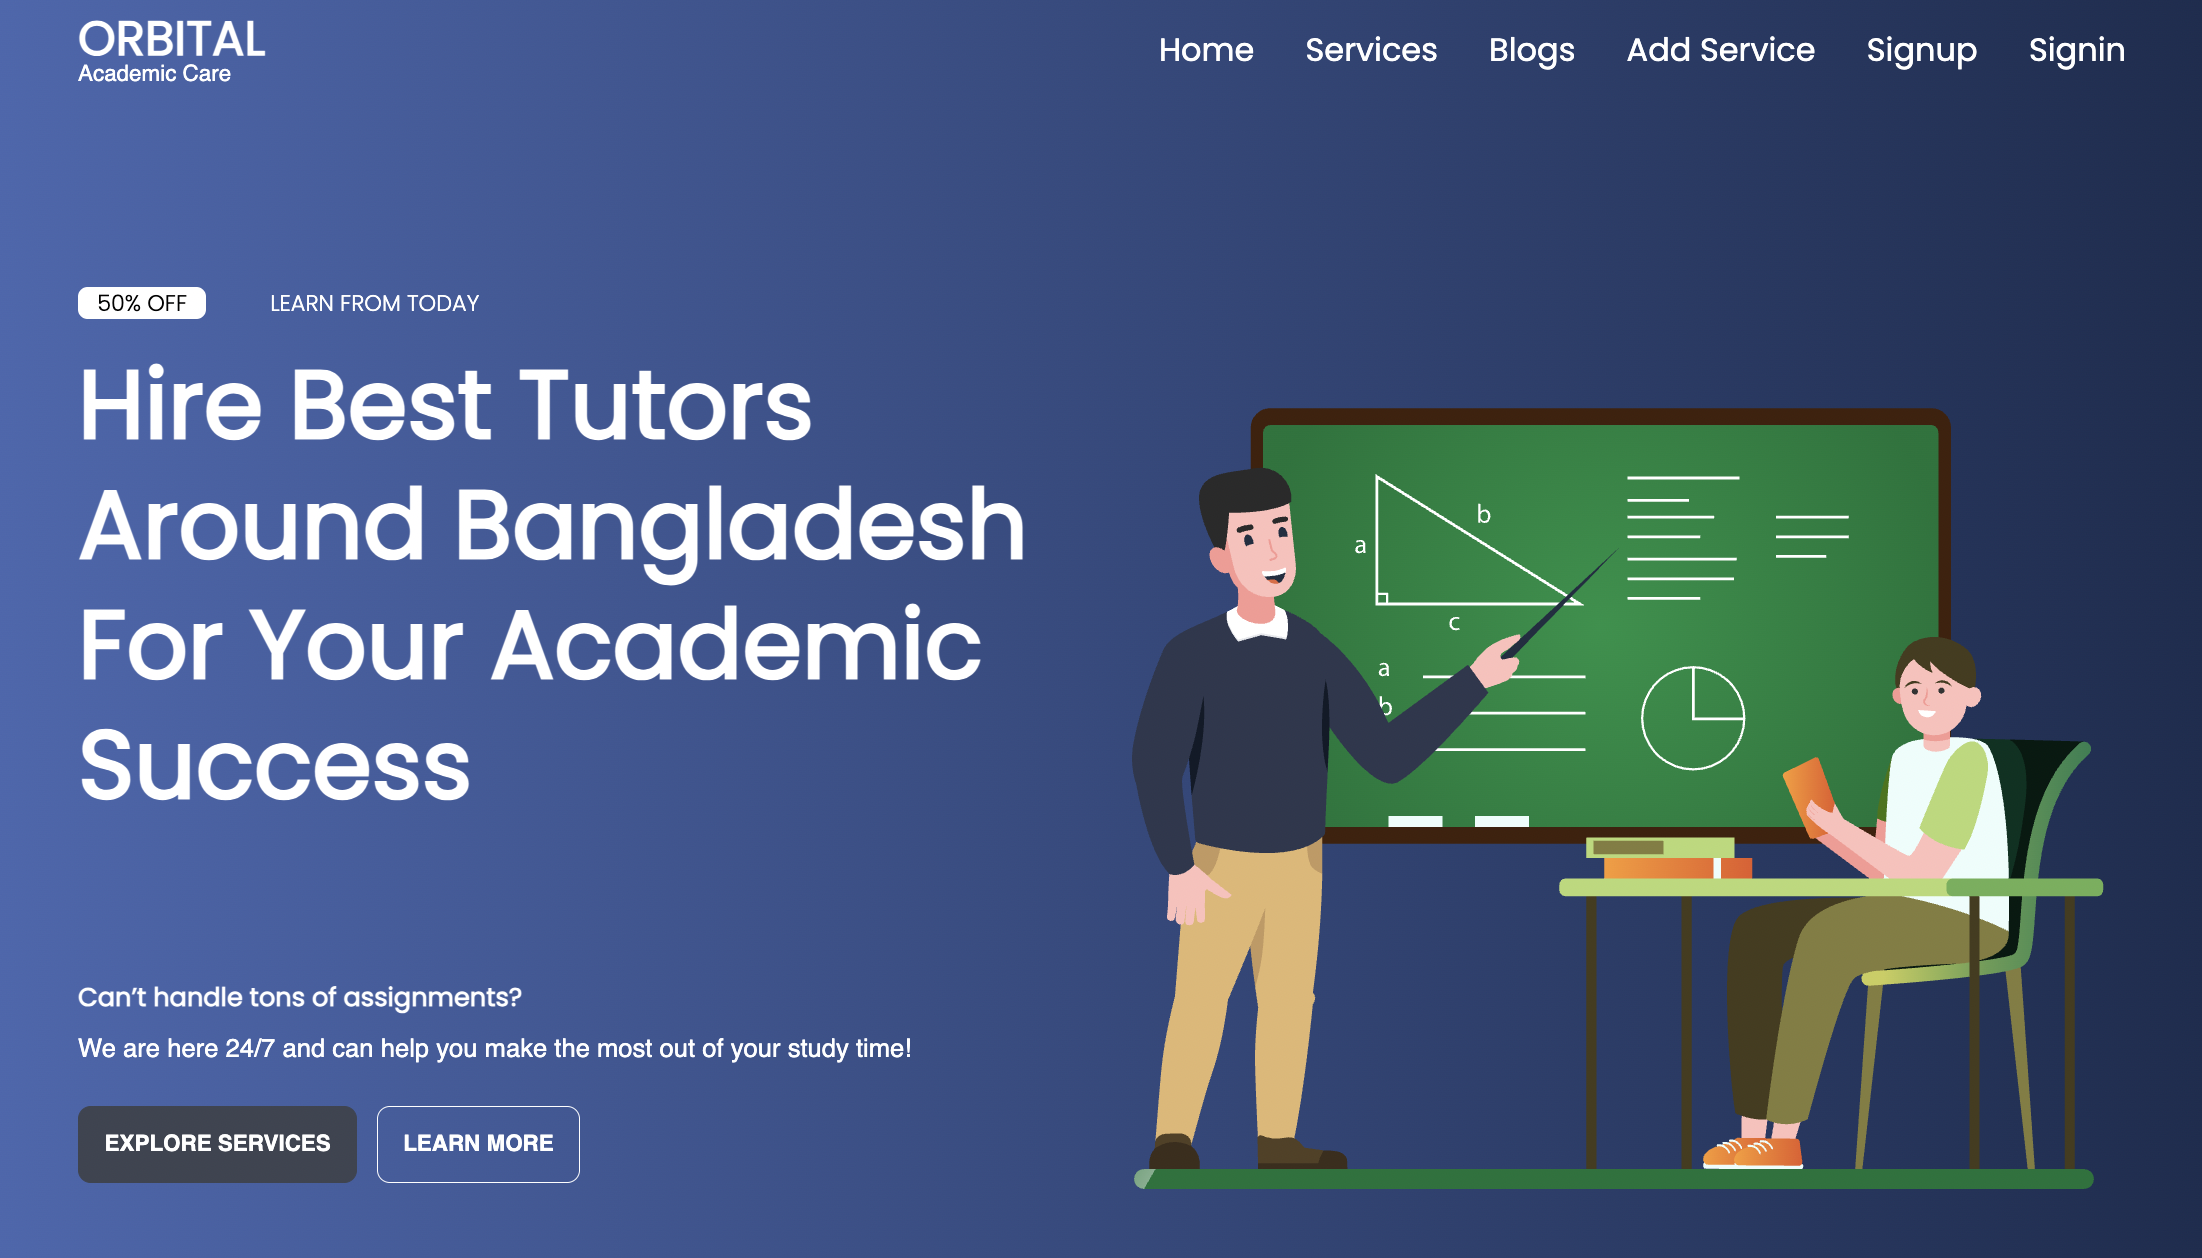 ORBITAL
Academic Care
Home Services Blogs Add Service Signup Signin
50% OFF LEARN FROM TODAY
Hire Best Tutors
Around Bangladesh
For Your Academic
Success
a
b
c
a
b
Can’t handle tons of assignments?
We are here 24/7 and can help you make the most out of your study time!
EXPLORE SERVICES LEARN MORE